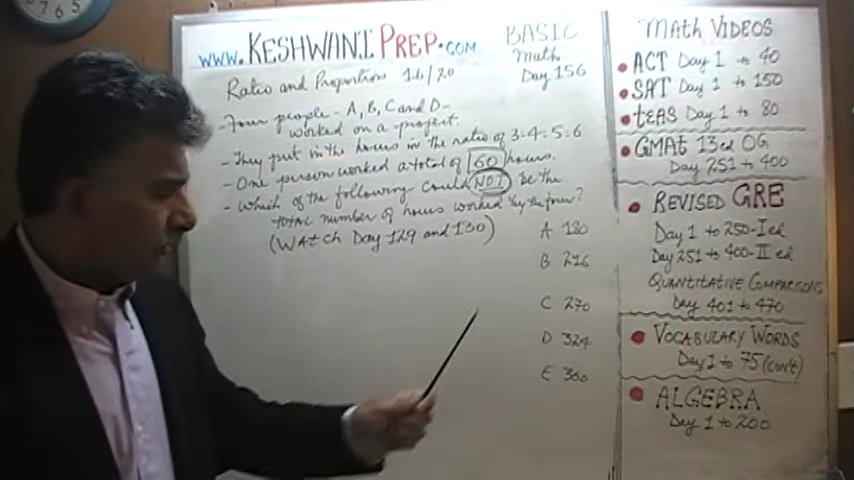 7 6 5
www.KESHWANIPREP.COM
BASIC
Math
Day 156
Ratio and Proportion 16/20
- Four people - A, B, C and D -
worked on a project.
- They put in the hours in the ratio of 3:4:5:6
- One person worked a total of 60 hours.
- Which of the following could NOT be the
TOTAL number of hours worked by the four?
(WAtCh Day 129 and 130)
A 180
B 216
C 270
D 324
E 360
Math VIDEOS
ACT Day 1 to 40
SAT Day 1 to 150
tEAS Day 1 to 80
GMAt 13ed OG
Day 251 to 400
REVISED GRE
Day 1 to 250-I ed
Day 251 to 400-II ed
QUANTITATIVE COMPARISONS
Day 401 to 470
VOCABULARY WORDS
Day 1 to 75 (con't)
ALGEBRA
Day 1 to 200